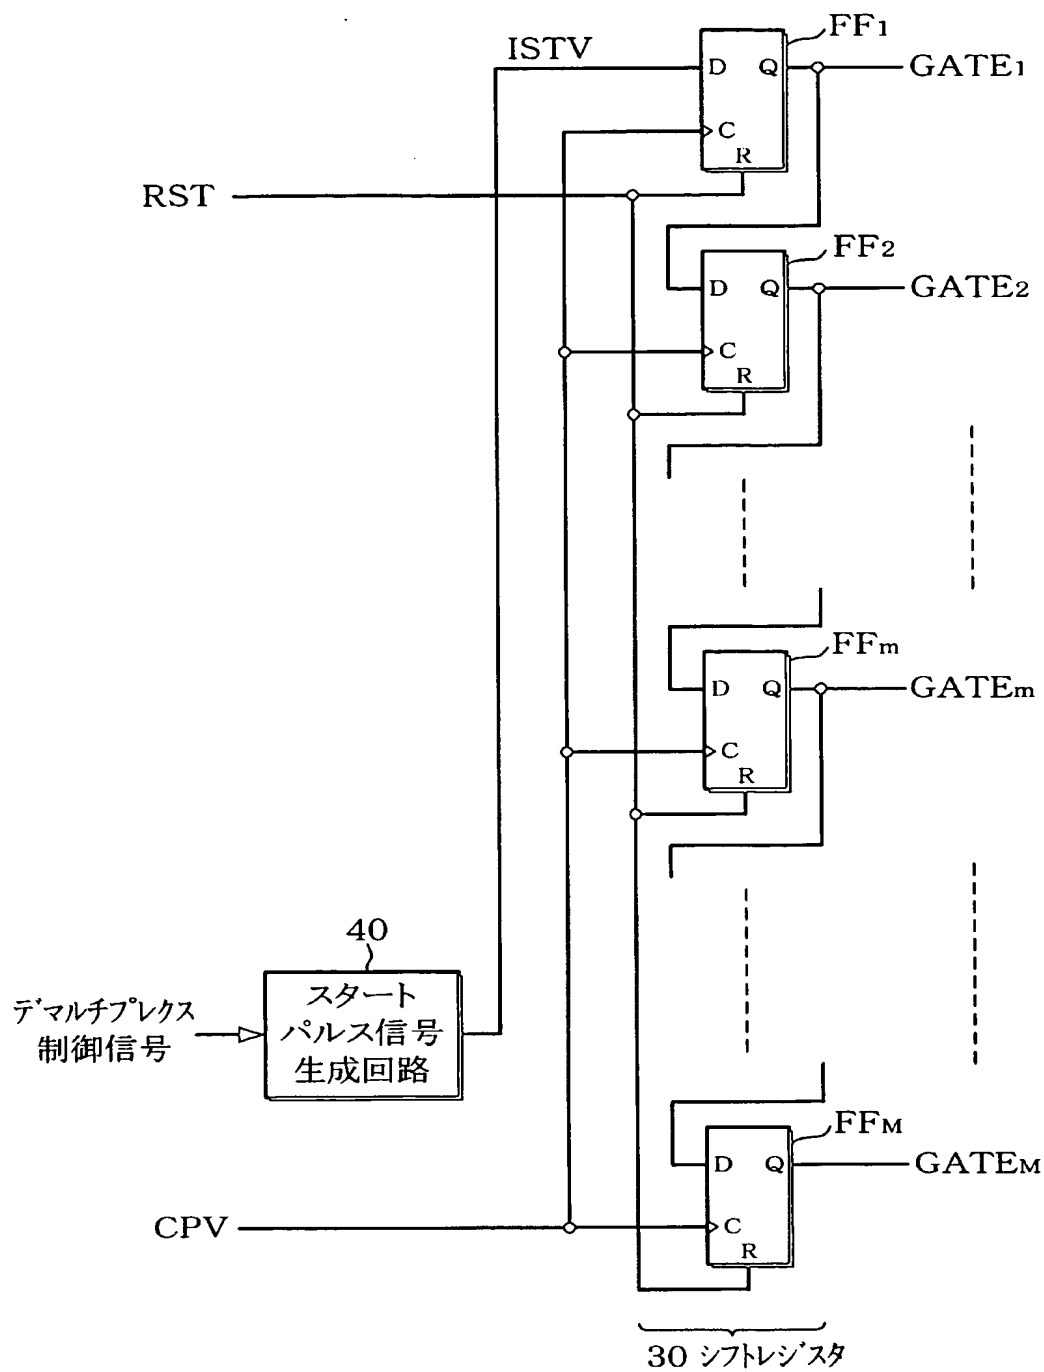 ISTV
FF1
D
Q
GATE1
C
R
RST
FF2
D
Q
GATE2
C
R
FFm
D
Q
GATEm
C
R
40
デマルチプレクス
制御信号
スタート
パルス信号
生成回路
FFM
D
Q
GATEM
CPV
C
R
30 シフトレジスタ